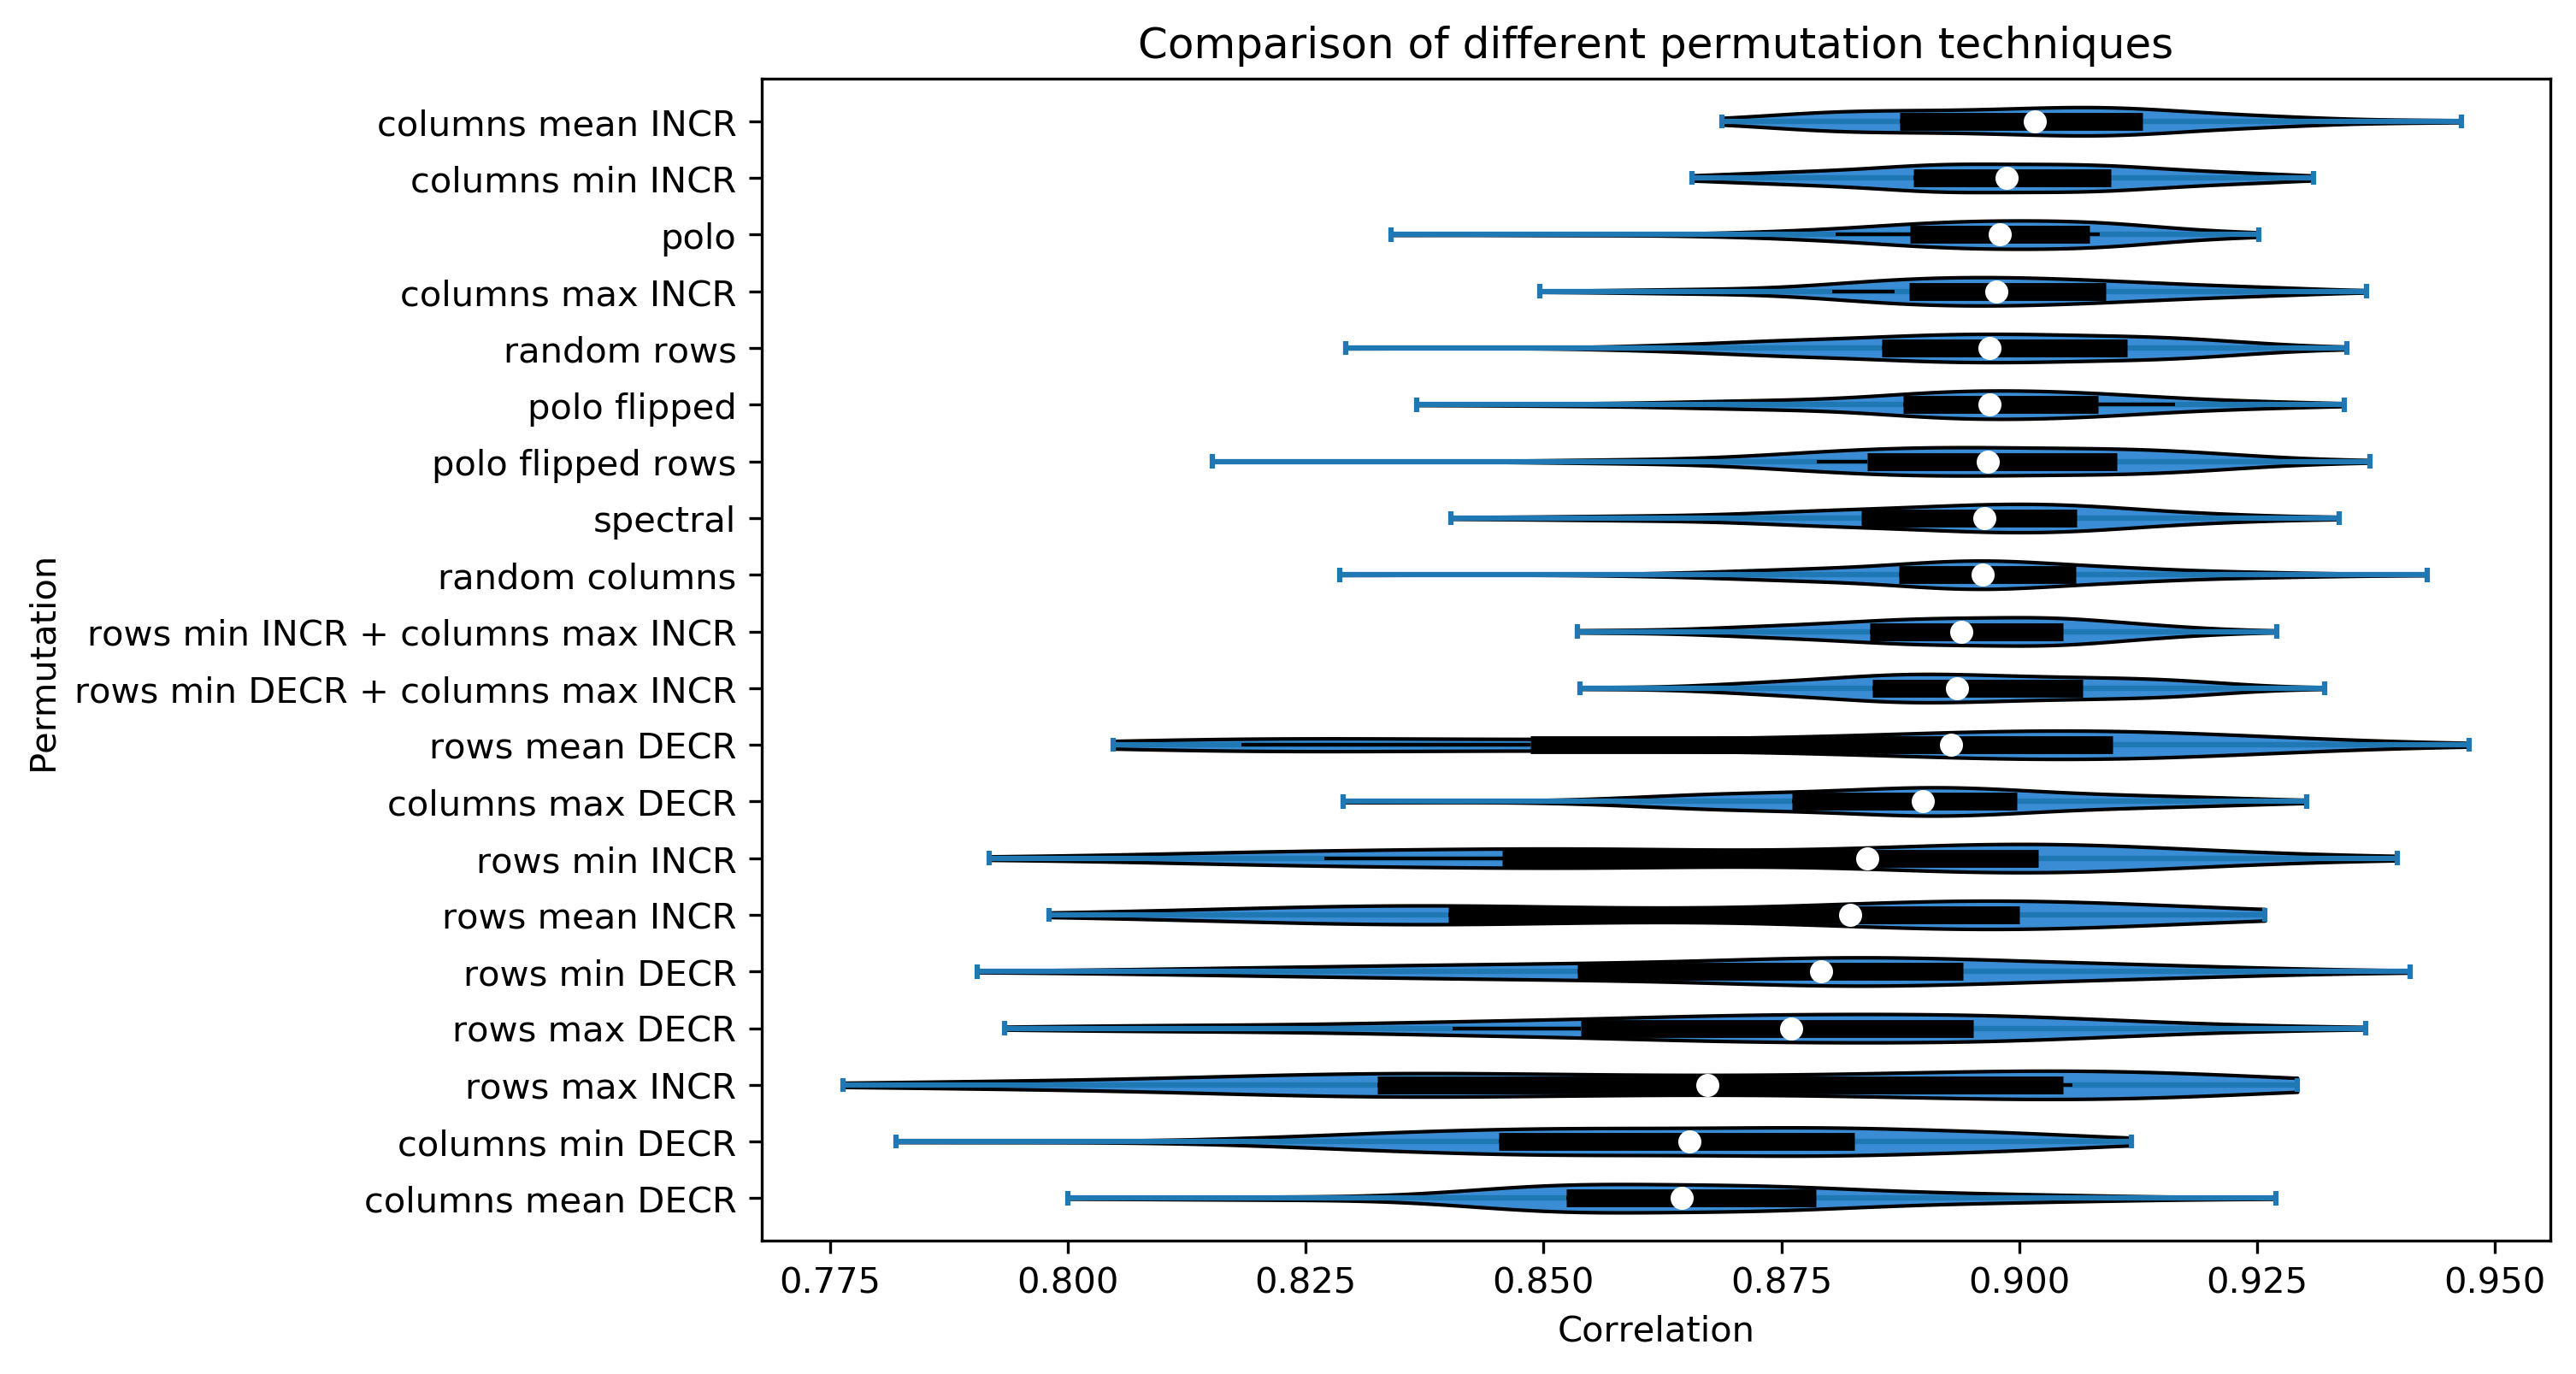 Comparison of different permutation techniques
Permutation
columns mean INCR
columns min INCR
polo
columns max INCR
random rows
polo flipped
polo flipped rows
spectral
random columns
rows min INCR + columns max INCR
rows min DECR + columns max INCR
rows mean DECR
columns max DECR
rows min INCR
rows mean INCR
rows min DECR
rows max DECR
rows max INCR
columns min DECR
columns mean DECR
0.775 0.800 0.825 0.850 0.875 0.900 0.925 0.950
Correlation